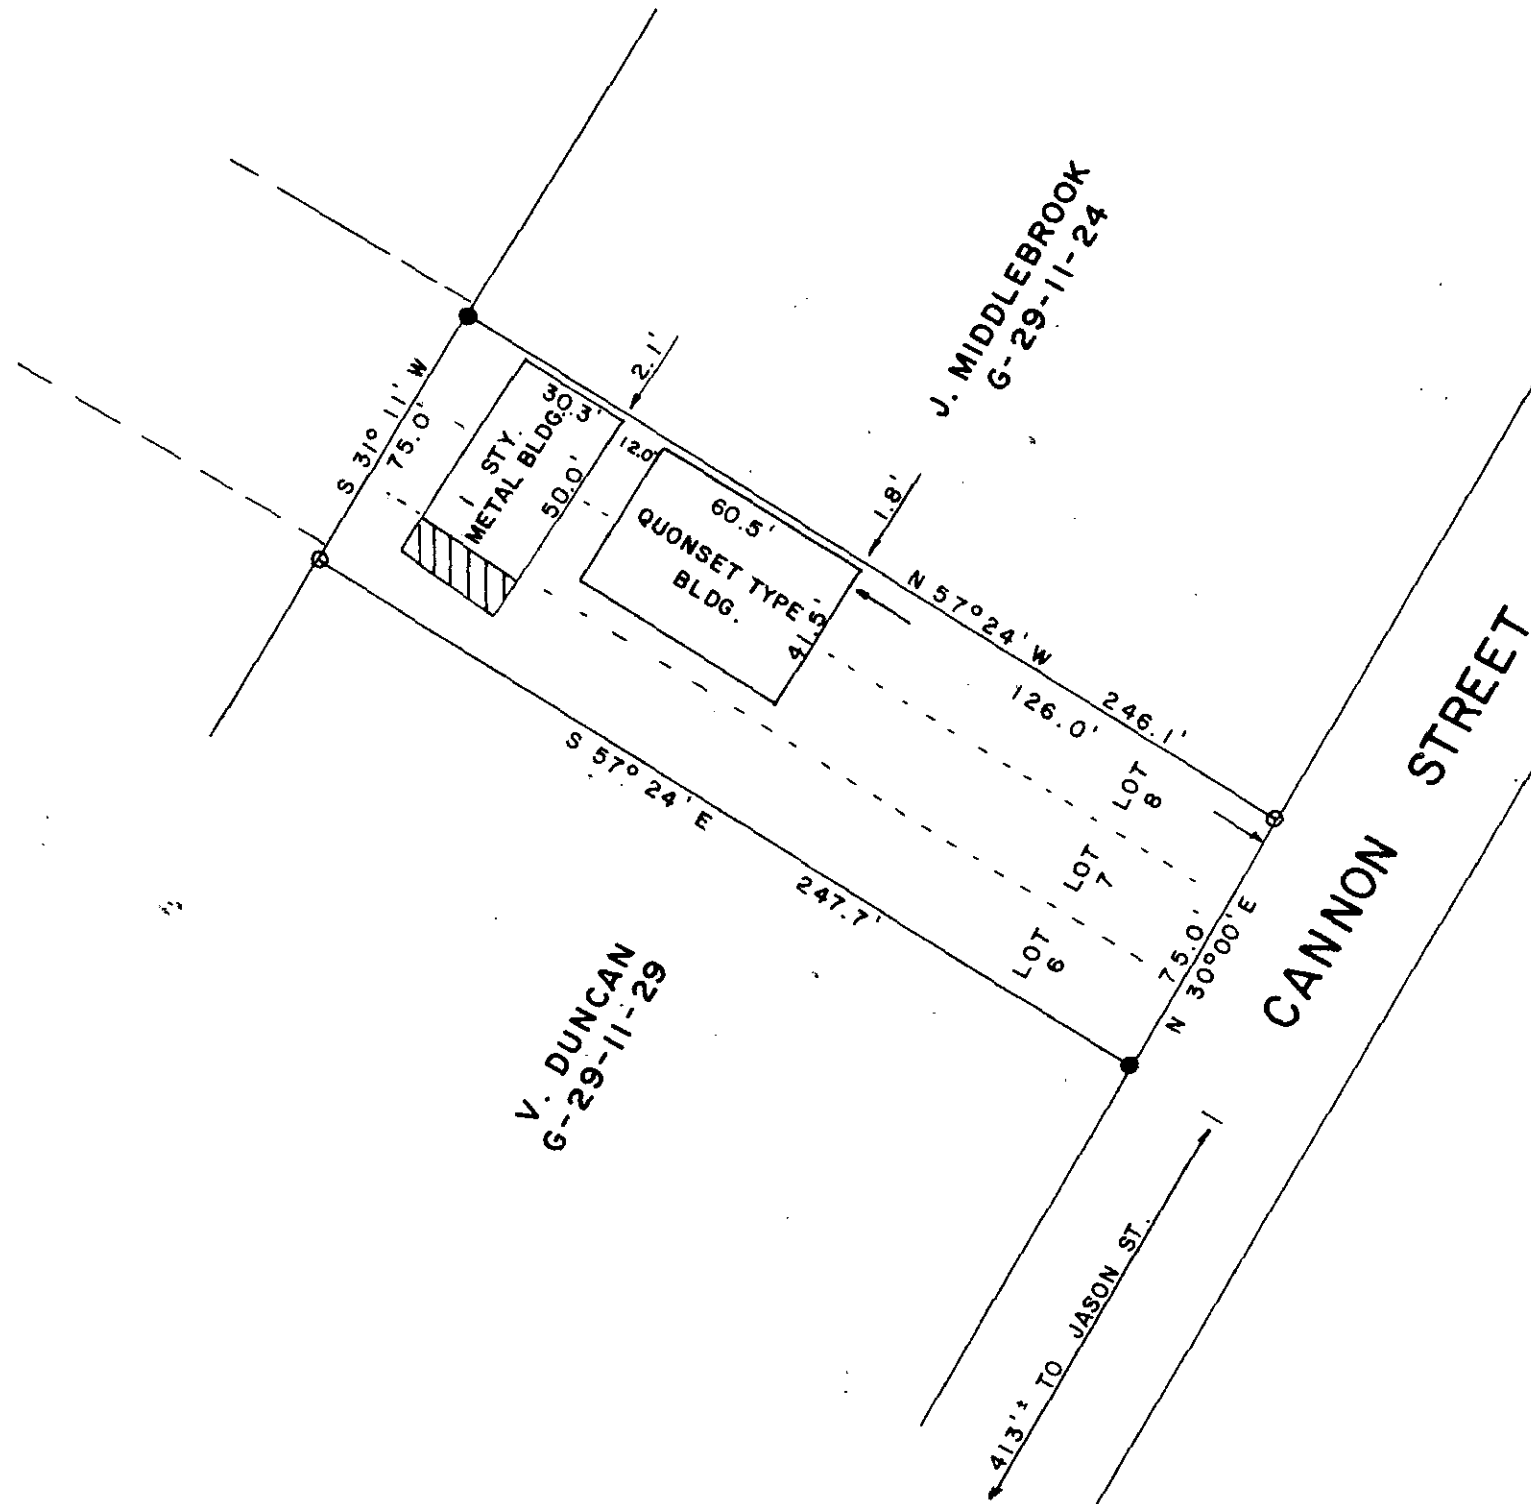 J. MIDDLEBROOK
G-29-11-24
S 31° 11' W
75.0'
2.1'
30.3'
1 STY.
METAL BLDG.
50.0'
12.0'
60.5'
QUONSET TYPE
BLDG.
41.5'
1.8'
N 57° 24' W
246.1'
126.0'
LOT
8
LOT
7
LOT
6
S 57° 24' E
247.7'
75.0'
N 30°00' E
CANNON STREET
V. DUNCAN
G-29-11-29
413'± TO JASON ST.